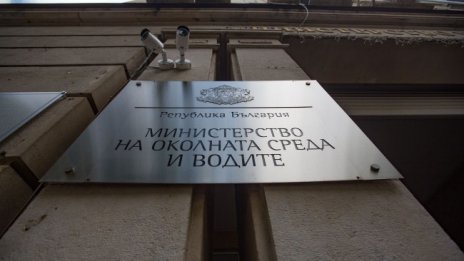 Република България
МИНИСТЕРСТВО
НА ОКОЛНАТА СРЕДА
И ВОДИТЕ